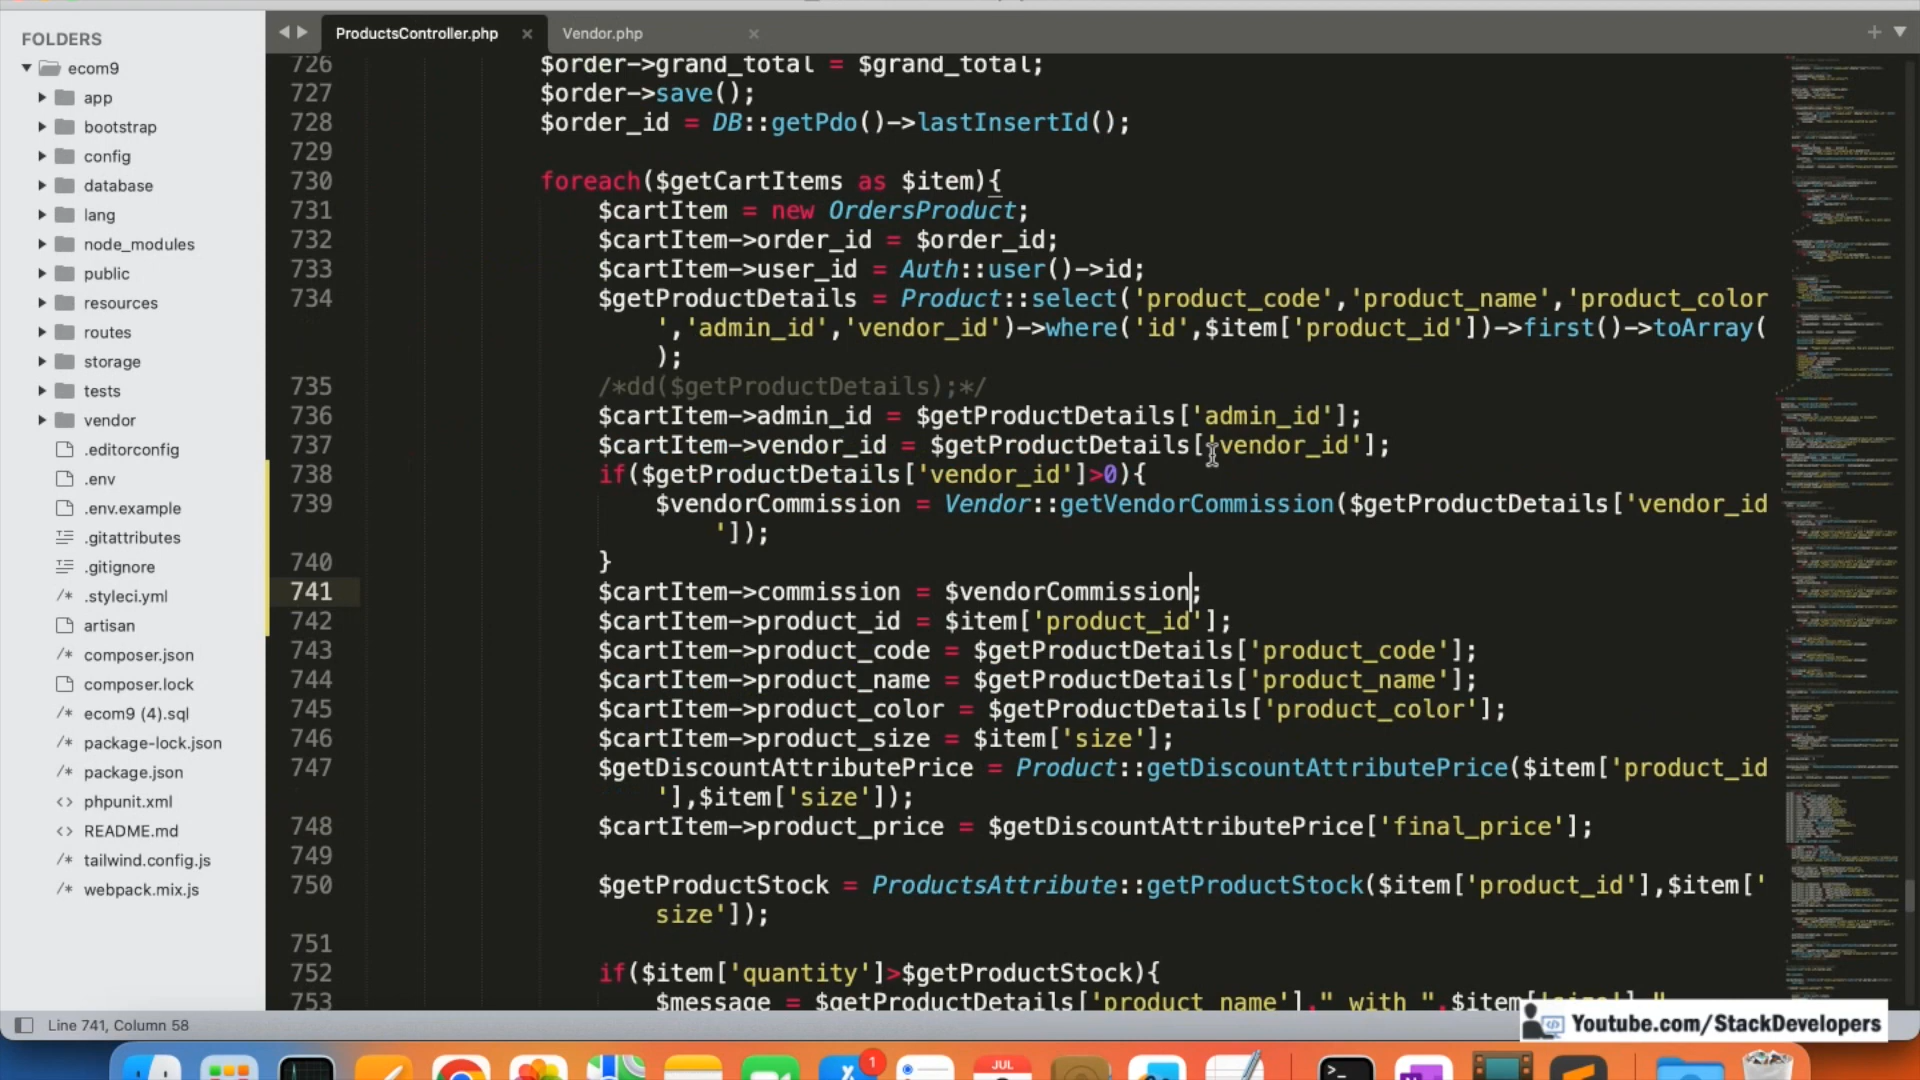 FOLDERS
ecom9
app
bootstrap
config
database
lang
node_modules
public
resources
routes
storage
tests
vendor
.editorconfig
.env
.env.example
.gitattributes
.gitignore
.styleci.yml
artisan
composer.json
composer.lock
ecom9 (4).sql
package-lock.json
package.json
phpunit.xml
README.md
tailwind.config.js
webpack.mix.js
ProductsController.php
Vendor.php
726 $order->grand_total = $grand_total;
727 $order->save();
728 $order_id = DB::getPdo()->lastInsertId();
729
730 foreach($getCartItems as $item){
731 $cartItem = new OrdersProduct;
732 $cartItem->order_id = $order_id;
733 $cartItem->user_id = Auth::user()->id;
734 $getProductDetails = Product::select('product_code','product_name','product_color
','admin_id','vendor_id')->where('id',$item['product_id'])->first()->toArray(
);
735 /*dd($getProductDetails);*/
736 $cartItem->admin_id = $getProductDetails['admin_id'];
737 $cartItem->vendor_id = $getProductDetails['vendor_id'];
738 if($getProductDetails['vendor_id']>0){
739 $vendorCommission = Vendor::getVendorCommission($getProductDetails['vendor_id
']);
740 }
741 $cartItem->commission = $vendorCommission;
742 $cartItem->product_id = $item['product_id'];
743 $cartItem->product_code = $getProductDetails['product_code'];
744 $cartItem->product_name = $getProductDetails['product_name'];
745 $cartItem->product_color = $getProductDetails['product_color'];
746 $cartItem->product_size = $item['size'];
747 $getDiscountAttributePrice = Product::getDiscountAttributePrice($item['product_id
'],$item['size']);
748 $cartItem->product_price = $getDiscountAttributePrice['final_price'];
749
750 $getProductStock = ProductsAttribute::getProductStock($item['product_id'],$item['
size']);
751
752 if($item['quantity']>$getProductStock){
753 $message = $getProductDetails['product_name']." with ".$item['size']."
Line 741, Column 58
Youtube.com/StackDevelopers
1
JUL